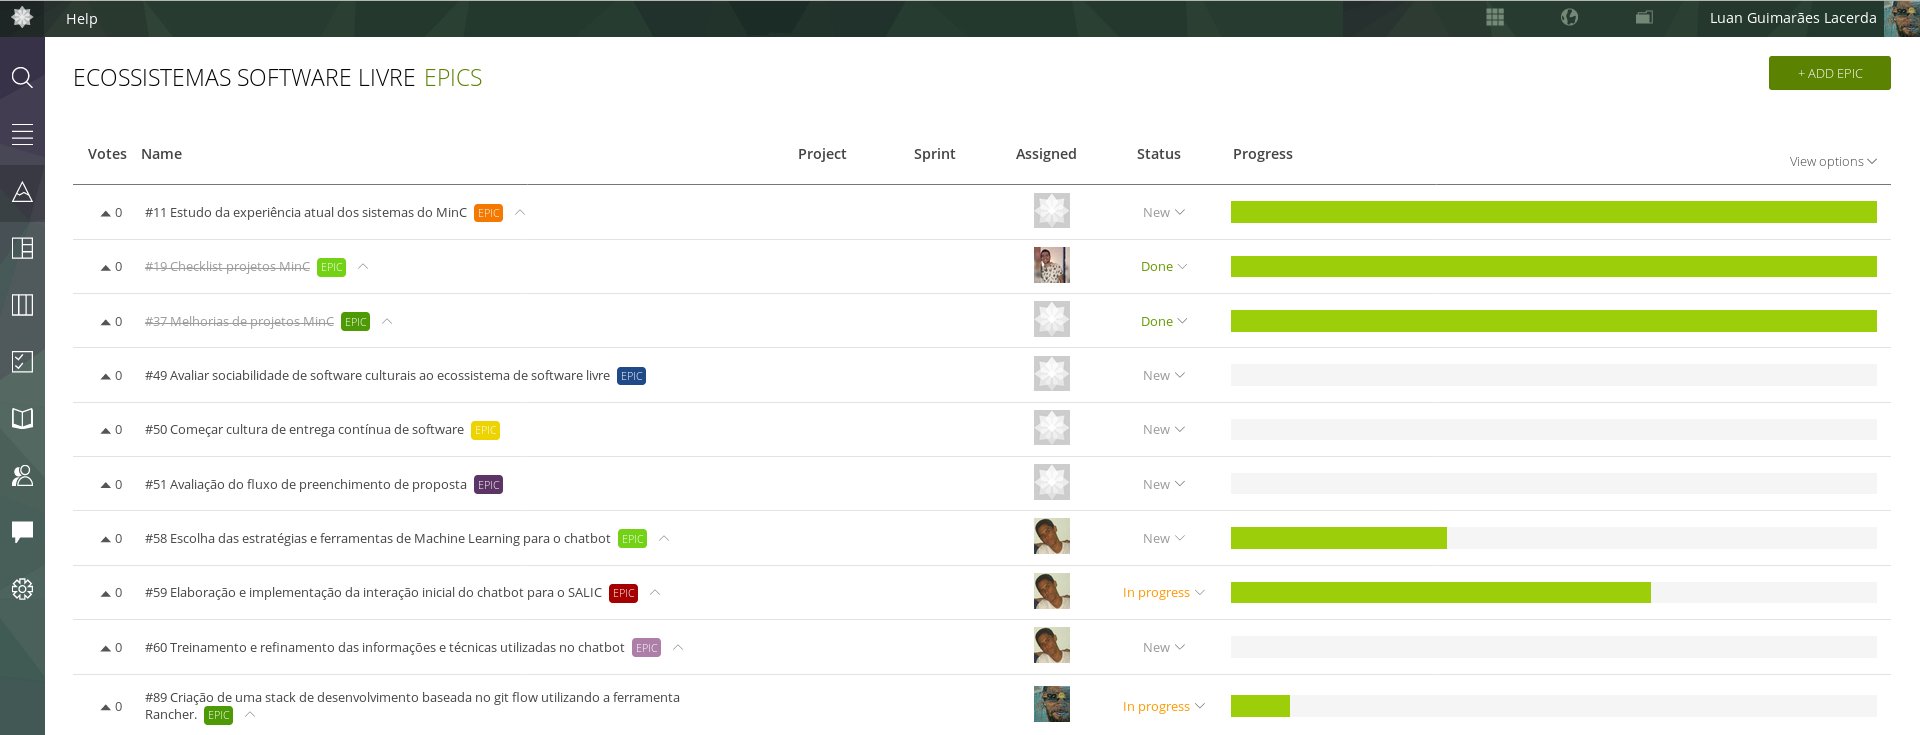 Help
Luan Guimarães Lacerda
ECOSSISTEMAS SOFTWARE LIVRE EPICS
+ ADD EPIC
Votes Name Project Sprint Assigned Status Progress
View options
0 #11 Estudo da experiência atual dos sistemas do MinC EPIC New
0 #19 Checklist projetos MinC EPIC Done
0 #37 Melhorias de projetos MinC EPIC Done
0 #49 Avaliar sociabilidade de software culturais ao ecossistema de software livre EPIC New
0 #50 Começar cultura de entrega contínua de software EPIC New
0 #51 Avaliação do fluxo de preenchimento de proposta EPIC New
0 #58 Escolha das estratégias e ferramentas de Machine Learning para o chatbot EPIC New
0 #59 Elaboração e implementação da interação inicial do chatbot para o SALIC EPIC In progress
0 #60 Treinamento e refinamento das informações e técnicas utilizadas no chatbot EPIC New
0 #89 Criação de uma stack de desenvolvimento baseada no git flow utilizando a ferramenta
Rancher. EPIC In progress